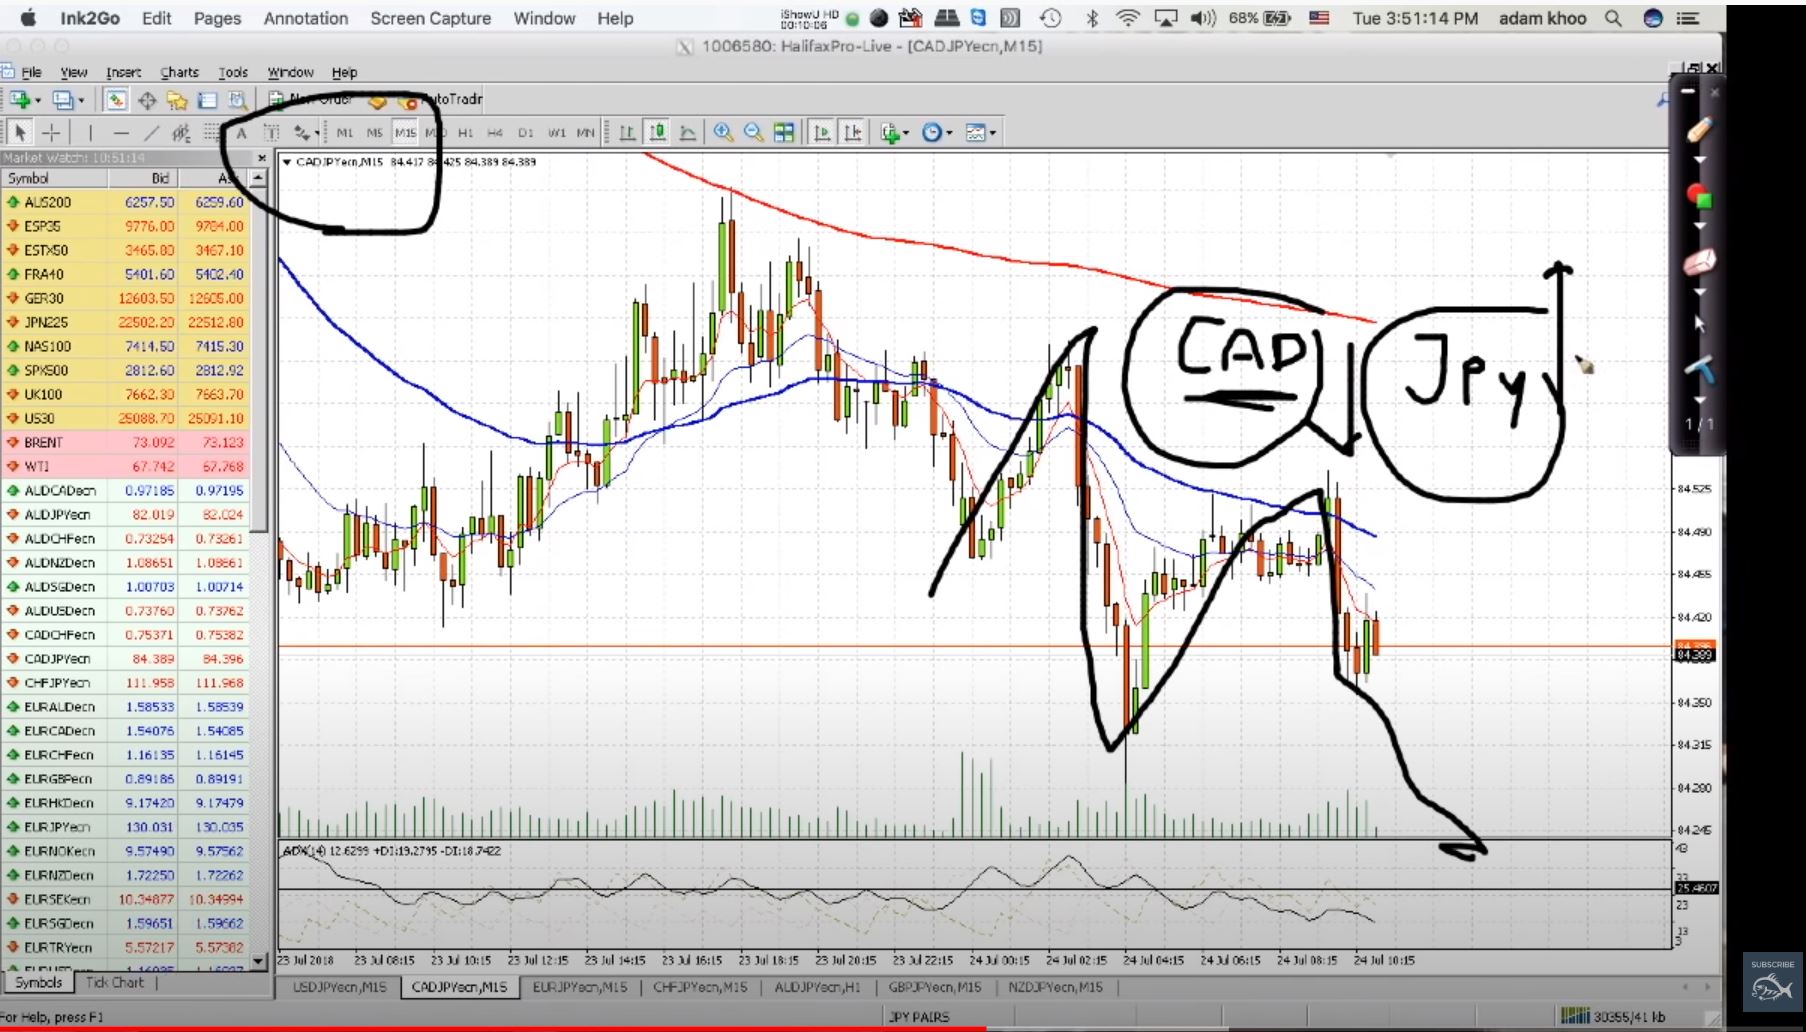 Ink2Go Edit Pages Annotation Screen Capture Window Help iShowU HD 00:10:06 68% Tue 3:51:14 PM adam khoo
1006580: HalifaxPro-Live - [CADJPYecn,M15]
File View Insert Charts Tools Window Help
New Order AutoTradi
A T M1 M5 M15 H1 H4 D1 W1 MN
Market Watch: 10:51:14
Symbol Bid
AUS200 6257.50 6259.60
ESP35 9776.00 9784.00
ESTX50 3465.80 3467.10
FRA40 5401.60 5402.40
GER30 12603.50 12605.00
JPN225 22502.20 22512.80
NAS100 7414.50 7415.30
SPX500 2812.60 2812.92
UK100 7662.30 7663.70
US30 25088.70 25091.10
BRENT 73.092 73.123
WTI 67.742 67.768
AUDCADecn 0.97185 0.97195
AUDJPYecn 82.019 82.024
AUDCHFecn 0.73254 0.73261
AUDNZDecn 1.08651 1.08661
AUDSGDecn 1.00703 1.00714
AUDUSDecn 0.73760 0.73762
CADCHFecn 0.75371 0.75382
CADJPYecn 84.389 84.396
CHFJPYecn 111.958 111.968
EURAUDecn 1.58533 1.58539
EURCADecn 1.54076 1.54085
EURCHFecn 1.16135 1.16145
EURGBPecn 0.89186 0.89191
EURHKDecn 9.17420 9.17479
EURJPYecn 130.031 130.035
EURNOKecn 9.57490 9.57562
EURNZDecn 1.72250 1.72262
EURSEKecn 10.34877 10.34994
EURSGDecn 1.59651 1.59662
EURTRYecn 5.57217 5.57382
Symbols Tick Chart
CADJPYecn,M15 84.417 84.425 84.389 84.389
CAD JPY
1/1
84.525
84.490
84.455
84.420
84.389
84.350
84.315
84.280
84.245
ADX(14) 12.6299 +DI:19.2795 -DI:18.7422
43
33
25.4607
23
13
3
23 Jul 2018 23 Jul 08:15 23 Jul 10:15 23 Jul 12:15 23 Jul 14:15 23 Jul 16:15 23 Jul 18:15 23 Jul 20:15 23 Jul 22:15 24 Jul 00:15 24 Jul 02:15 24 Jul 04:15 24 Jul 06:15 24 Jul 08:15 24 Jul 10:15
USDJPYecn,M15 CADJPYecn,M15 EURJPYecn,M15 CHFJPYecn,M15 AUDJPYecn,H1 GBPJPYecn,M15 NZDJPYecn,M15
For Help, press F1 JPY PAIRS 30355/41 kb
SUBSCRIBE